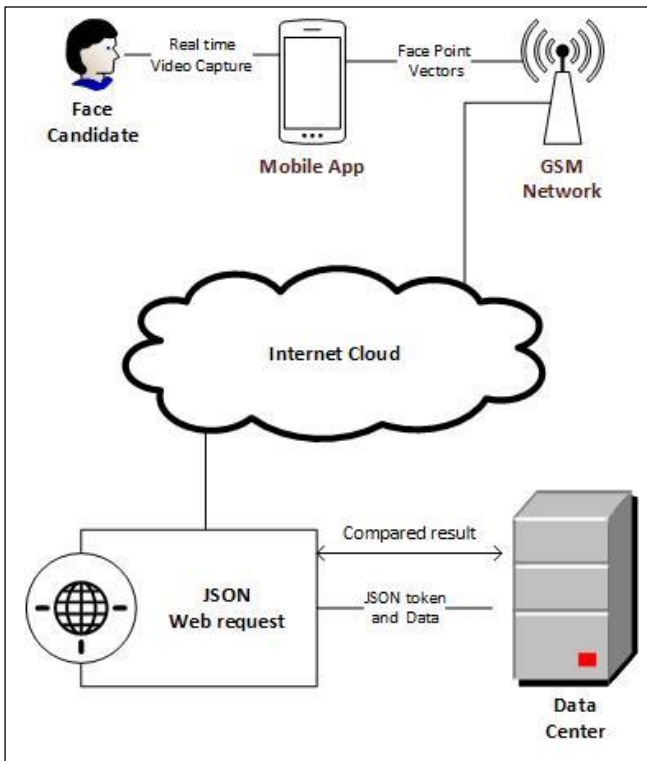 Real time
Video Capture
Face Point
Vectors
Face
Candidate
Mobile App
GSM
Network
Internet Cloud
Compared result
JSON
Web request
JSON token
and Data
Data
Center